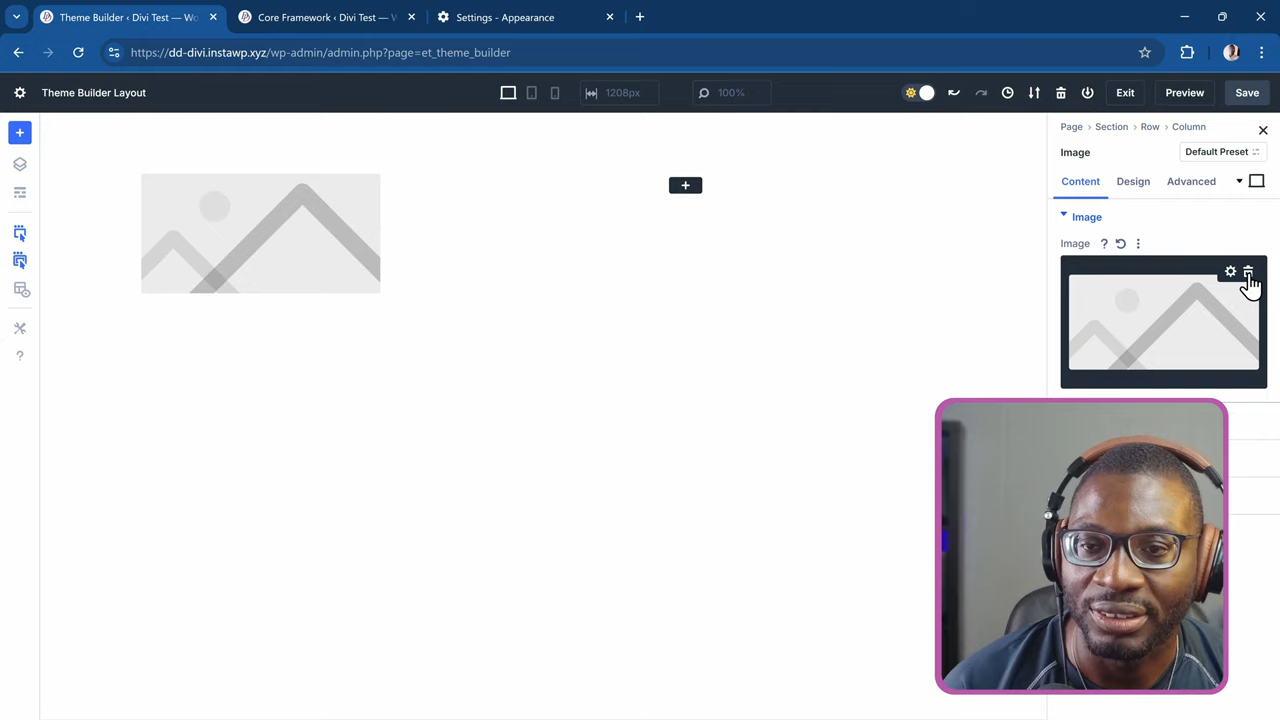 Theme Builder ‹ Divi Test — Wo
Core Framework ‹ Divi Test — V
Settings - Appearance
https://dd-divi.instawp.xyz/wp-admin/admin.php?page=et_theme_builder
Theme Builder Layout
1208px
100%
Exit
Preview
Save
Page > Section > Row > Column
Image
Default Preset
Content
Design
Advanced
Image
Image